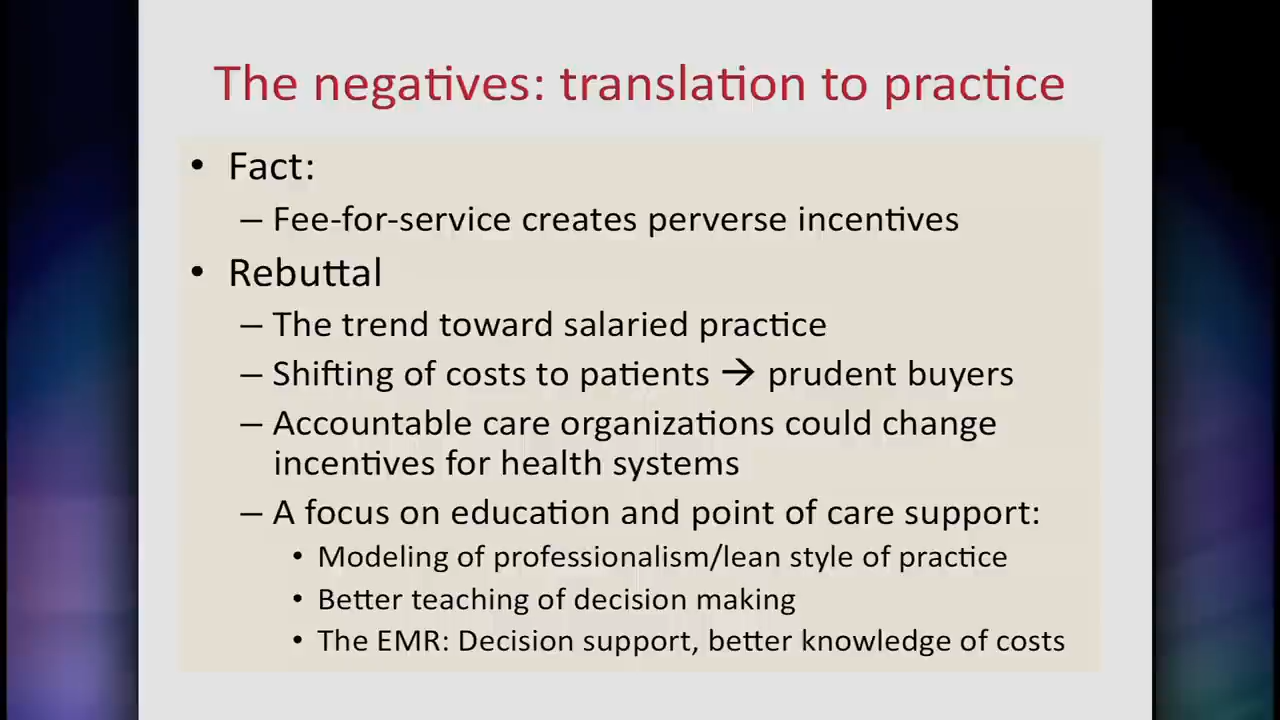 The negatives: translation to practice
• Fact:
– Fee-for-service creates perverse incentives
• Rebuttal
– The trend toward salaried practice
– Shifting of costs to patients → prudent buyers
– Accountable care organizations could change
incentives for health systems
– A focus on education and point of care support:
• Modeling of professionalism/lean style of practice
• Better teaching of decision making
• The EMR: Decision support, better knowledge of costs